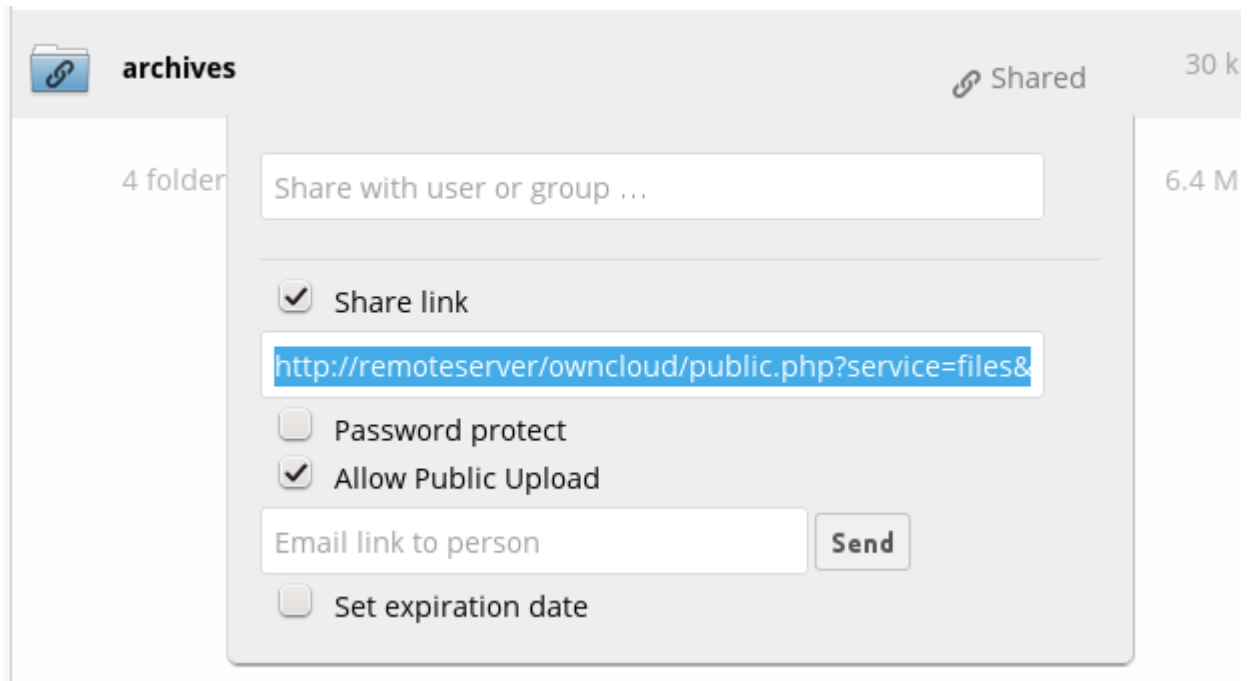 archives
Shared
30 k
4 folder
Share with user or group ...
6.4 M
Share link
http://remoteserver/owncloud/public.php?service=files&
Password protect
Allow Public Upload
Email link to person
Send
Set expiration date